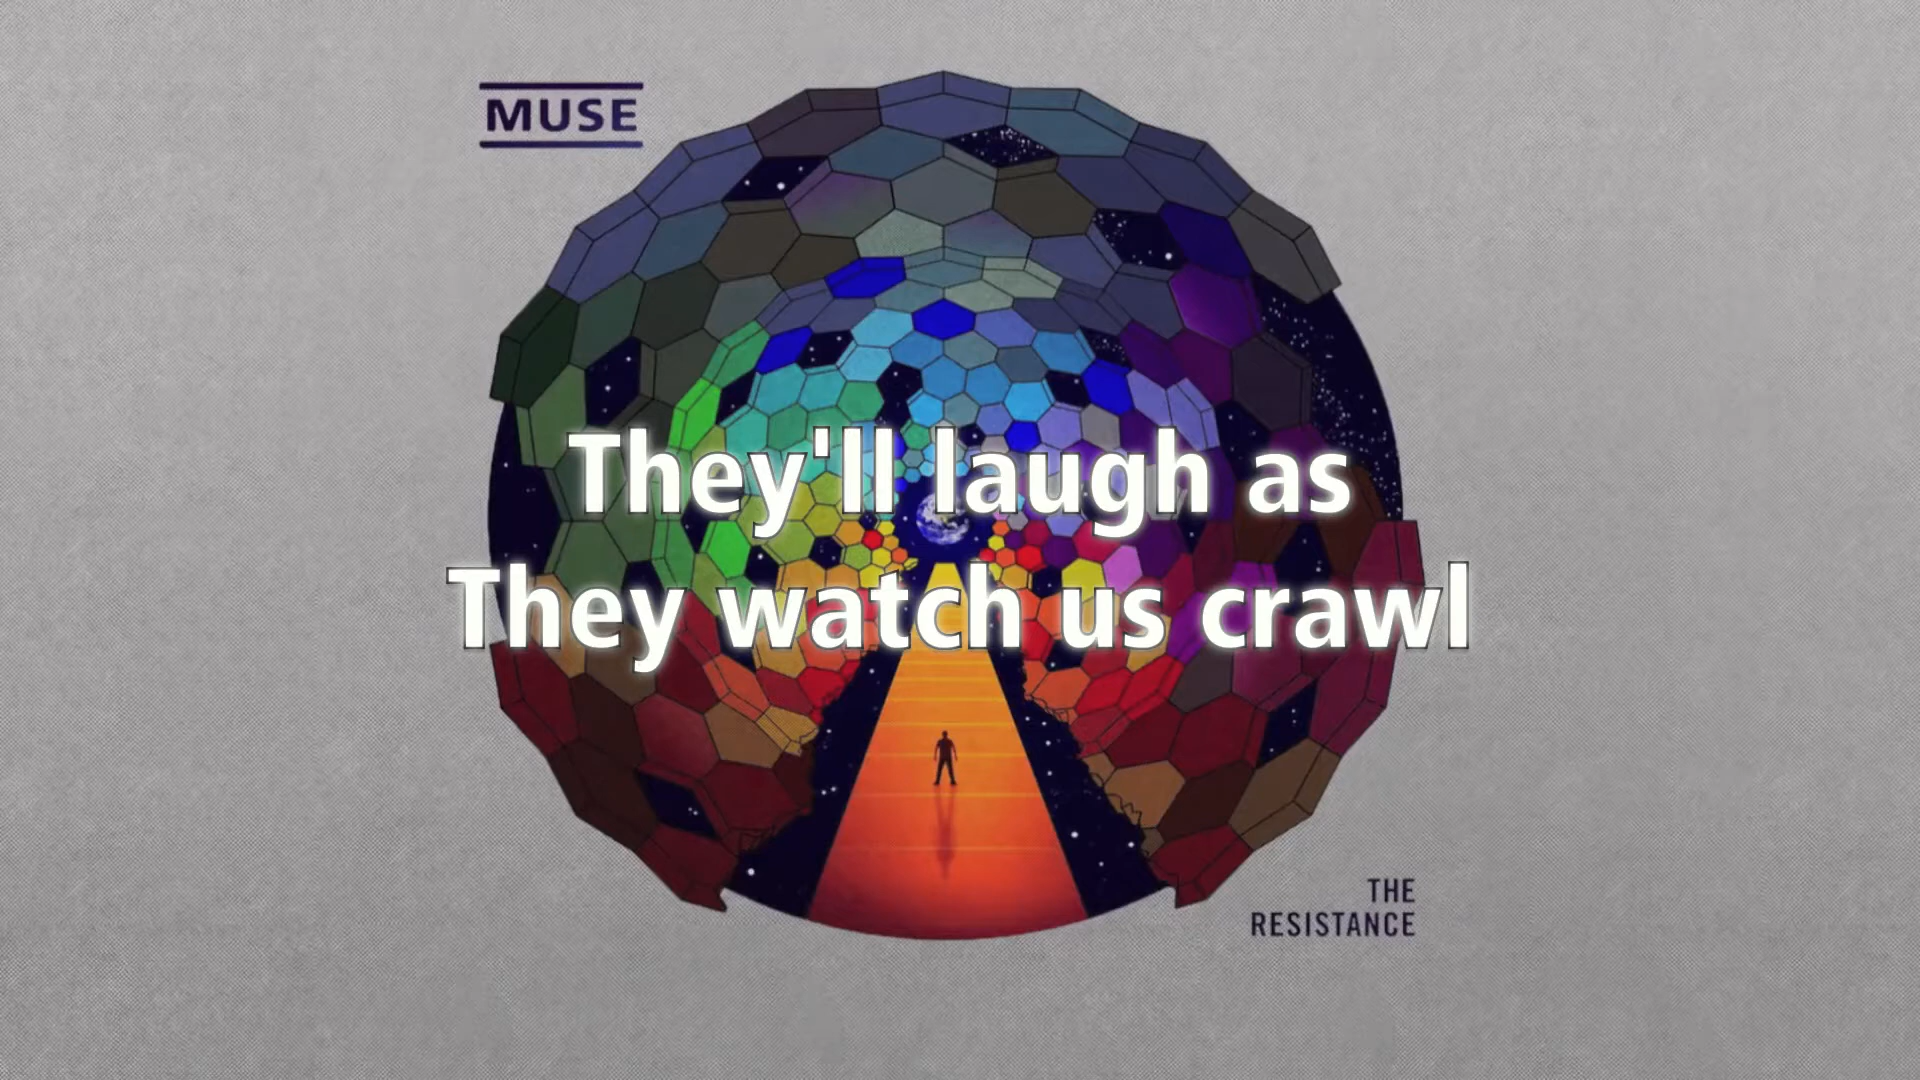 MUSE
They'll laugh as
They watch us crawl
THE
RESISTANCE